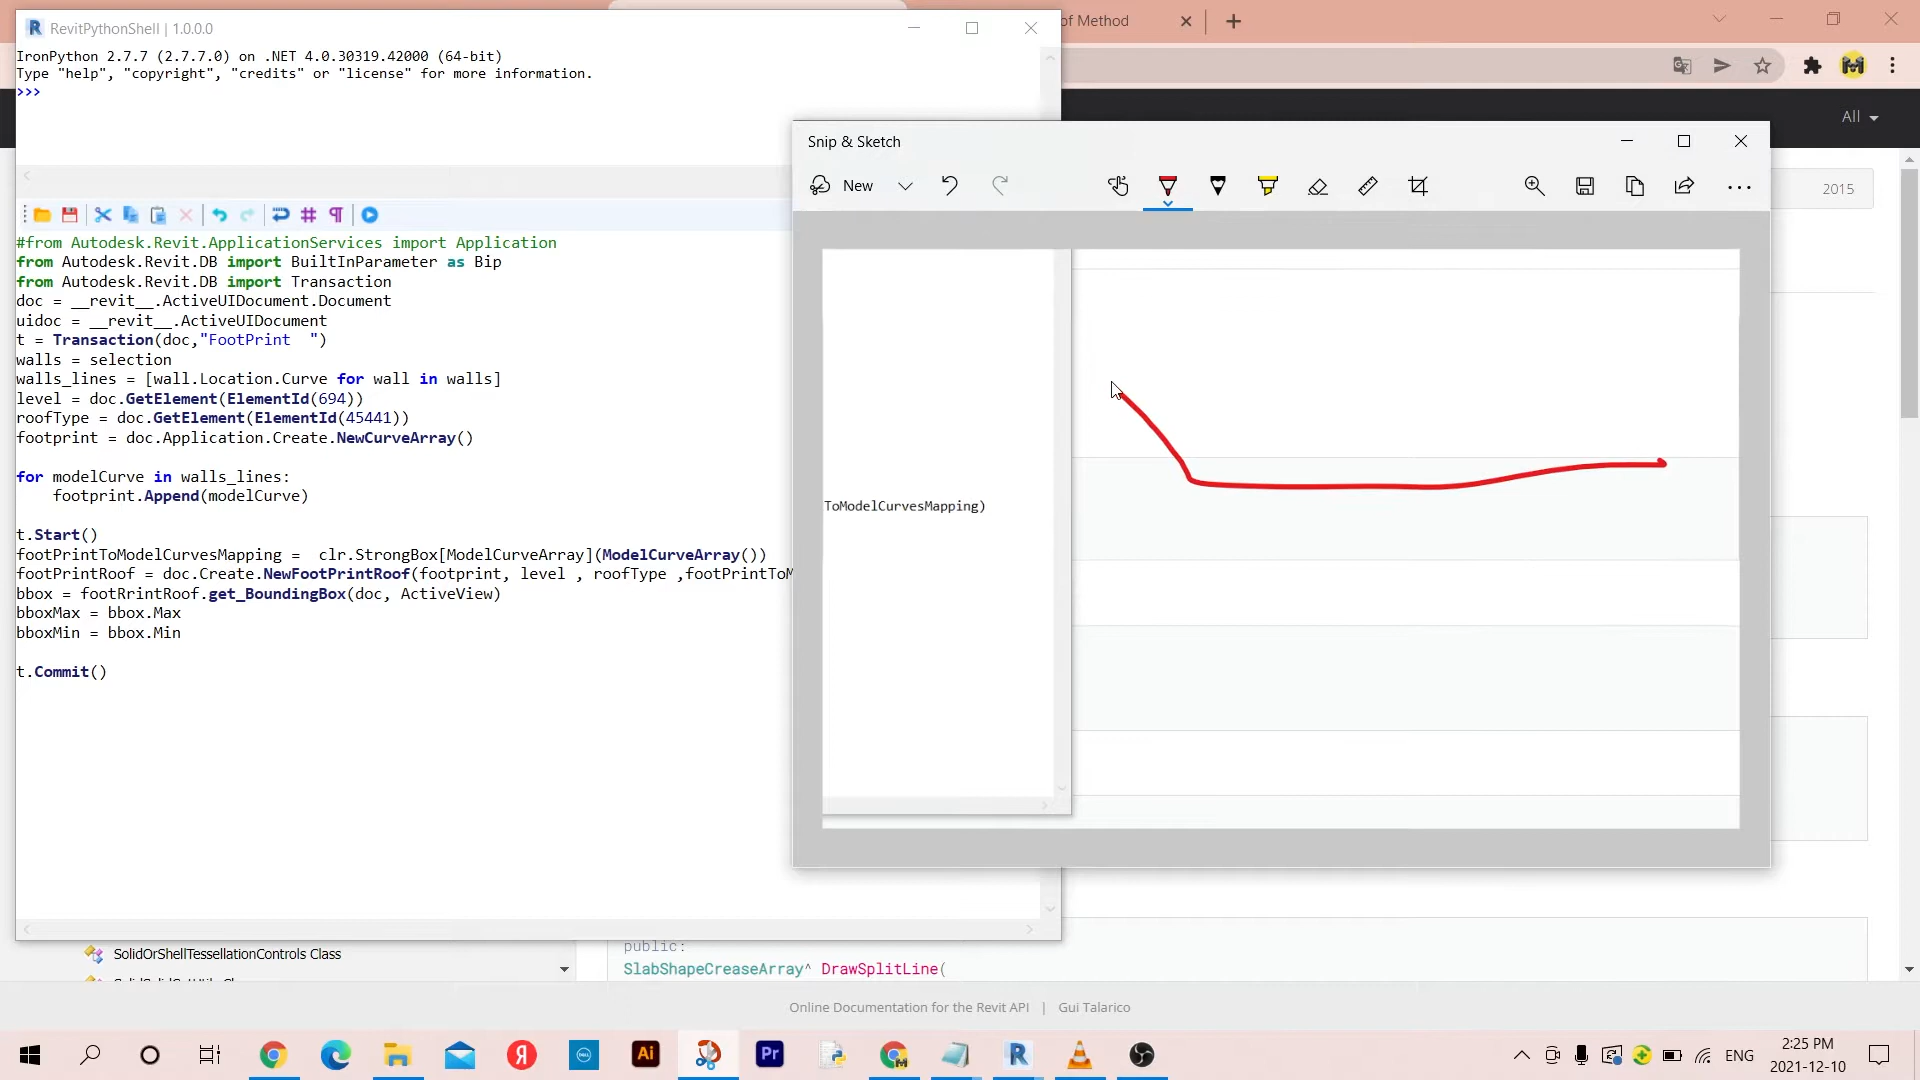 RevitPythonShell | 1.0.0.0
of Method
IronPython 2.7.7 (2.7.7.0) on .NET 4.0.30319.42000 (64-bit)
Type "help", "copyright", "credits" or "license" for more information.
>>>
All
Snip & Sketch
New
2015
#from Autodesk.Revit.ApplicationServices import Application
from Autodesk.Revit.DB import BuiltInParameter as Bip
from Autodesk.Revit.DB import Transaction
doc = __revit__.ActiveUIDocument.Document
uidoc = __revit__.ActiveUIDocument
t = Transaction(doc,"FootPrint  ")
walls = selection
walls_lines = [wall.Location.Curve for wall in walls]
level = doc.GetElement(ElementId(694))
roofType = doc.GetElement(ElementId(45441))
footprint = doc.Application.Create.NewCurveArray()
for modelCurve in walls_lines:
    footprint.Append(modelCurve)
t.Start()
footPrintToModelCurvesMapping =  clr.StrongBox[ModelCurveArray](ModelCurveArray())
footPrintRoof = doc.Create.NewFootPrintRoof(footprint, level , roofType ,footPrintToM
bbox = footRrintRoof.get_BoundingBox(doc, ActiveView)
bboxMax = bbox.Max
bboxMin = bbox.Min
t.Commit()
ToModelCurvesMapping)
SolidOrShellTessellationControls Class
public:
SlabShapeCreaseArray^ DrawSplitLine(
Online Documentation for the Revit API | Gui Talarico
ENG
2:25 PM
2021-12-10